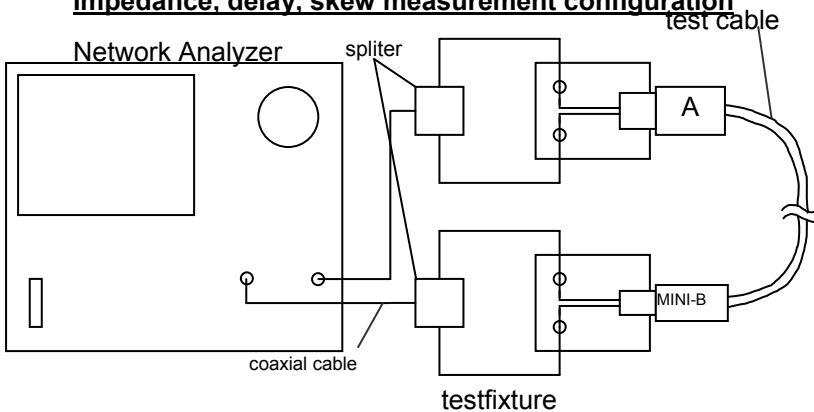 Impedance, delay, skew measurement configuration
test cable
Network Analyzer
spliter
A
MINI-B
coaxial cable
testfixture